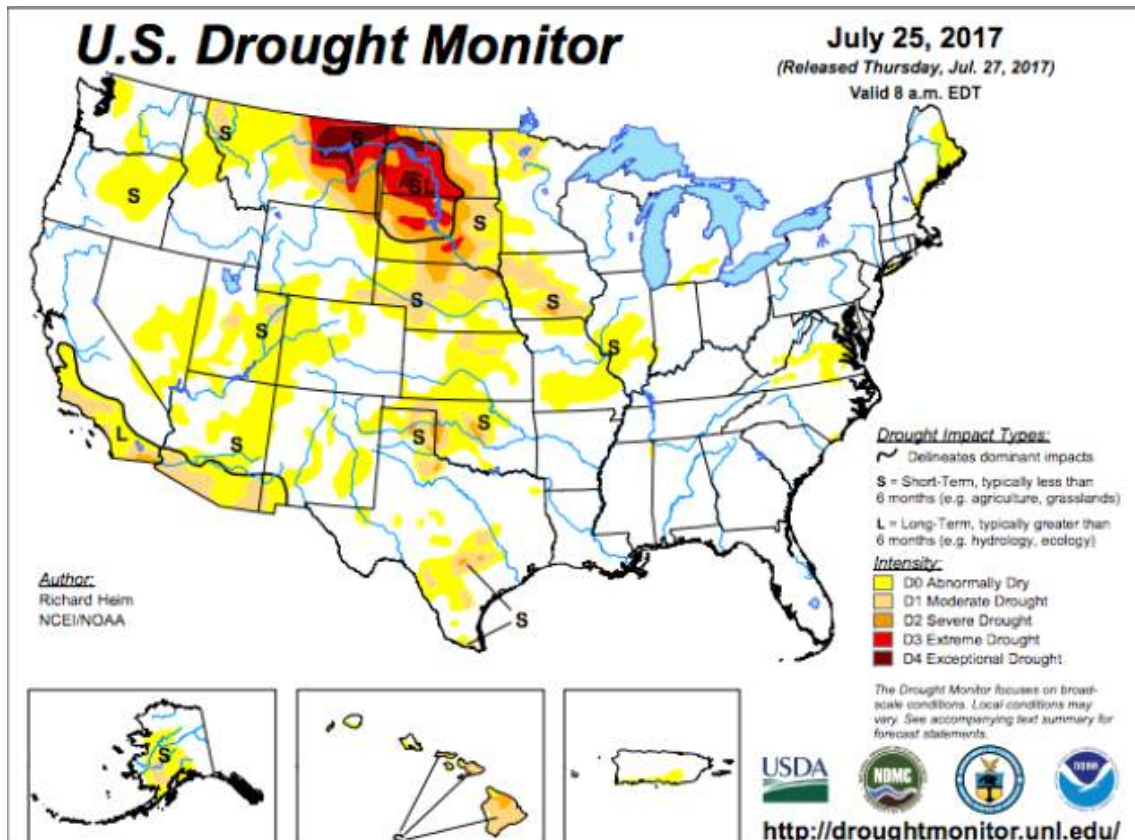 U.S. Drought Monitor
July 25, 2017
(Released Thursday, Jul. 27, 2017)
Valid 8 a.m. EDT
S
S
S
SL
S
S
S
S
S
L
S
S
S
S
Author:
Richard Heim
NCEI/NOAA
Drought Impact Types:
Delineates dominant impacts
S = Short-Term, typically less than
6 months (e.g. agriculture, grasslands)
L = Long-Term, typically greater than
6 months (e.g. hydrology, ecology)
Intensity:
D0 Abnormally Dry
D1 Moderate Drought
D2 Severe Drought
D3 Extreme Drought
D4 Exceptional Drought
The Drought Monitor focuses on broad-
scale conditions. Local conditions may
vary. See accompanying text summary for
forecast statements.
S
USDA
NDMC
NOAA
http://droughtmonitor.unl.edu/